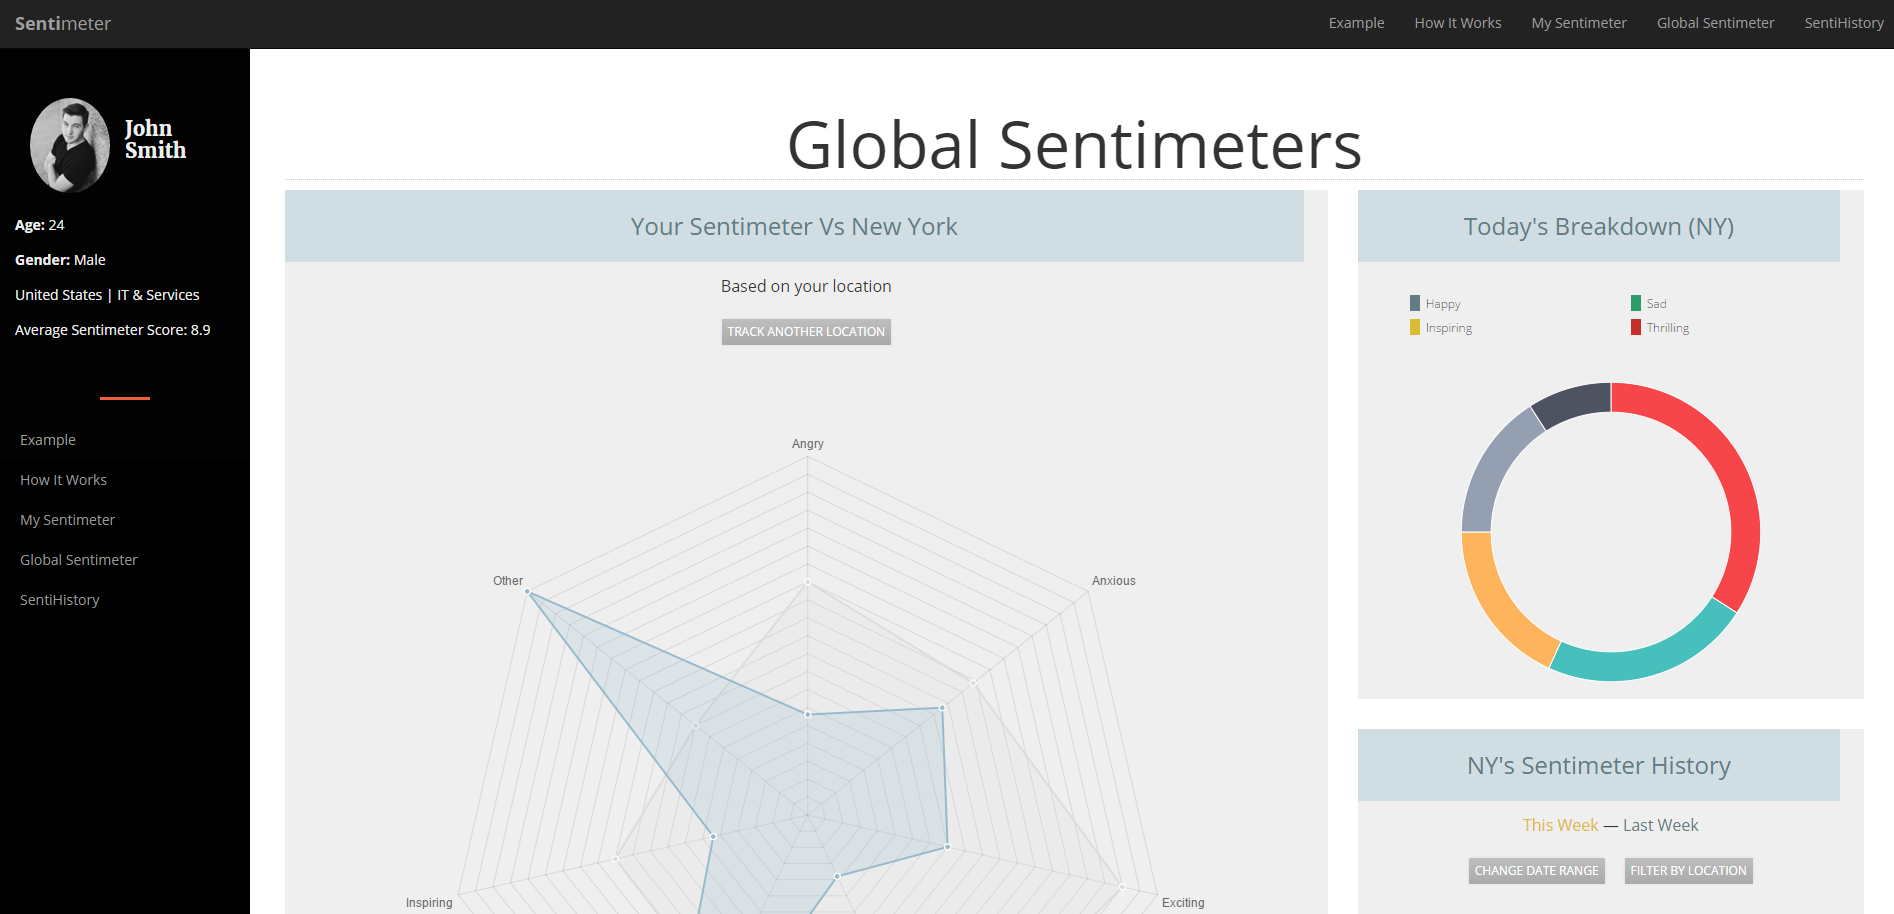 Sentimeter
Example
How It Works
My Sentimeter
Global Sentimeter
SentiHistory
John
Smith
Age: 24
Gender: Male
United States | IT & Services
Average Sentimeter Score: 8.9
Example
How It Works
My Sentimeter
Global Sentimeter
SentiHistory
Global Sentimeters
Your Sentimeter Vs New York
Based on your location
TRACK ANOTHER LOCATION
Angry
Other
Anxious
Inspiring
Exciting
Today's Breakdown (NY)
Happy
Sad
Inspiring
Thrilling
NY's Sentimeter History
This Week — Last Week
CHANGE DATE RANGE
FILTER BY LOCATION